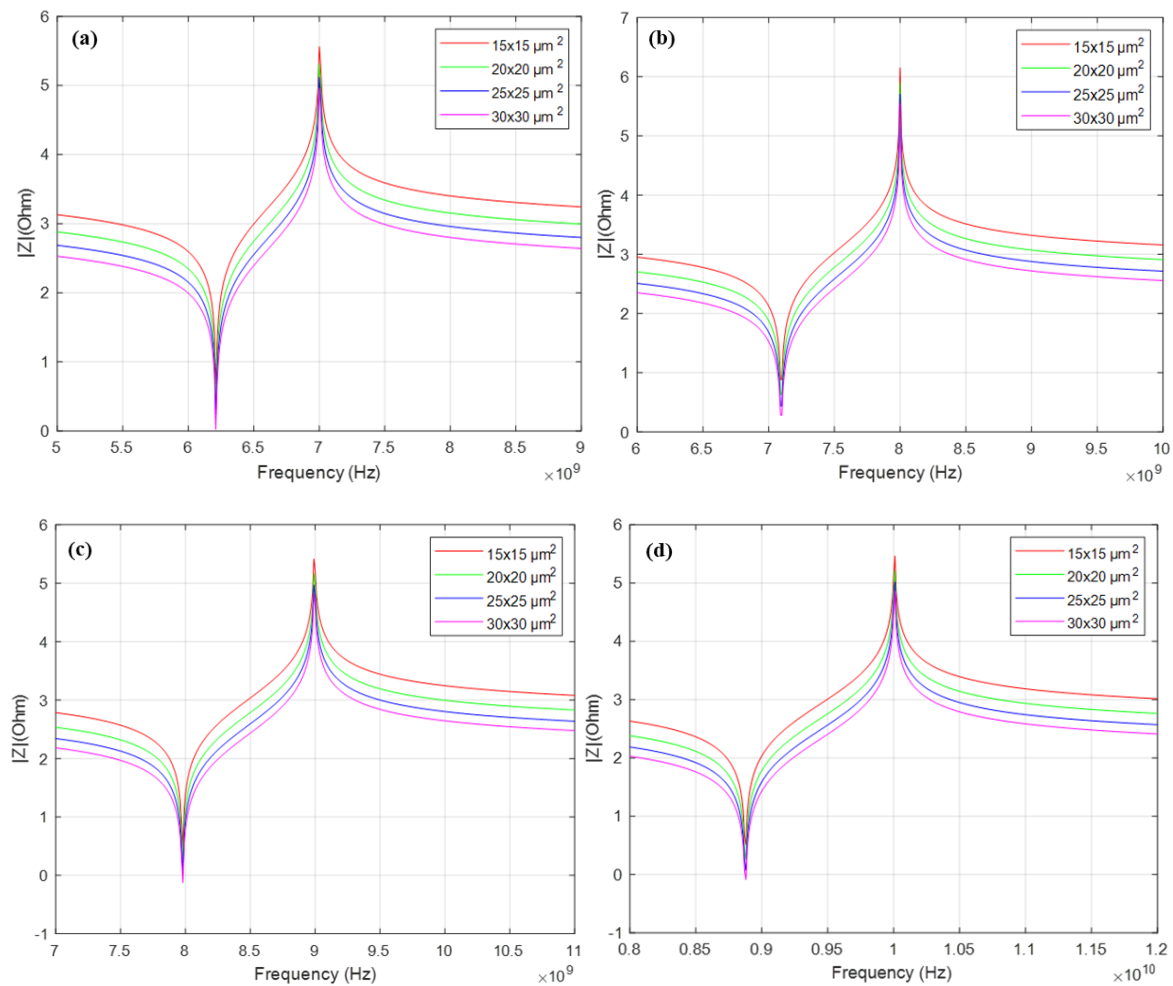 (a)
15x15 µm²
20x20 µm²
25x25 µm²
30x30 µm²
6
5
4
3
2
1
0
|Z|(Ohm)
5 5.5 6 6.5 7 7.5 8 8.5 9
Frequency (Hz)
×10⁹
(b)
15x15 µm²
20x20 µm²
25x25 µm²
30x30 µm²
7
6
5
4
3
2
1
0
|Z|(Ohm)
6 6.5 7 7.5 8 8.5 9 9.5 10
Frequency (Hz)
×10⁹
(c)
15x15 µm²
20x20 µm²
25x25 µm²
30x30 µm²
6
5
4
3
2
1
0
-1
|Z|(Ohm)
7 7.5 8 8.5 9 9.5 10 10.5 11
Frequency (Hz)
×10⁹
(d)
15x15 µm²
20x20 µm²
25x25 µm²
30x30 µm²
6
5
4
3
2
1
0
-1
|Z|(Ohm)
0.8 0.85 0.9 0.95 1 1.05 1.1 1.15 1.2
Frequency (Hz)
×10¹⁰